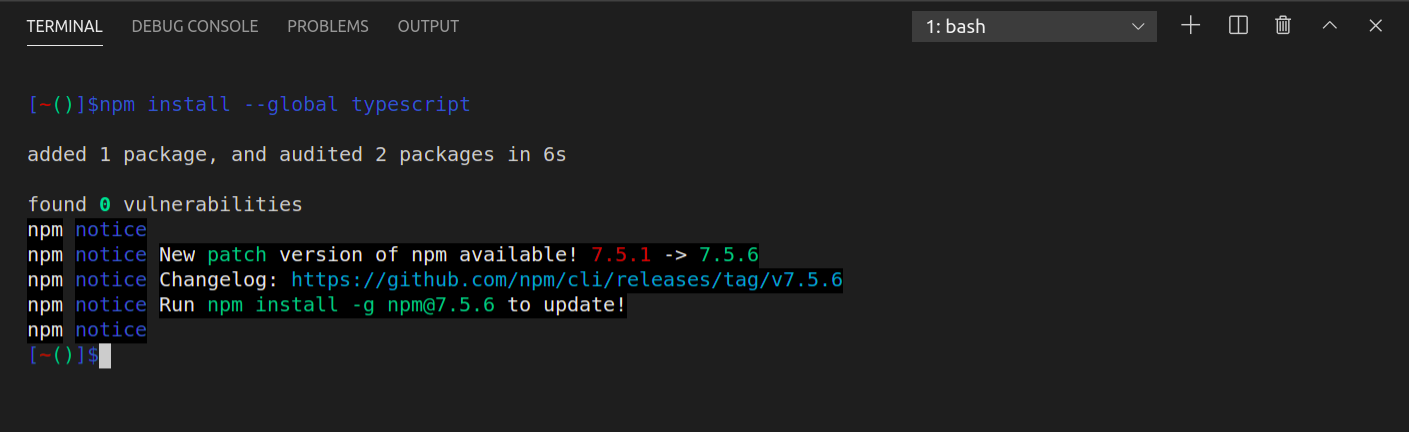 TERMINAL DEBUG CONSOLE PROBLEMS OUTPUT 1: bash
[~()]$npm install --global typescript
added 1 package, and audited 2 packages in 6s
found 0 vulnerabilities
npm notice
npm notice New patch version of npm available! 7.5.1 -> 7.5.6
npm notice Changelog: https://github.com/npm/cli/releases/tag/v7.5.6
npm notice Run npm install -g npm@7.5.6 to update!
npm notice
[~()]$